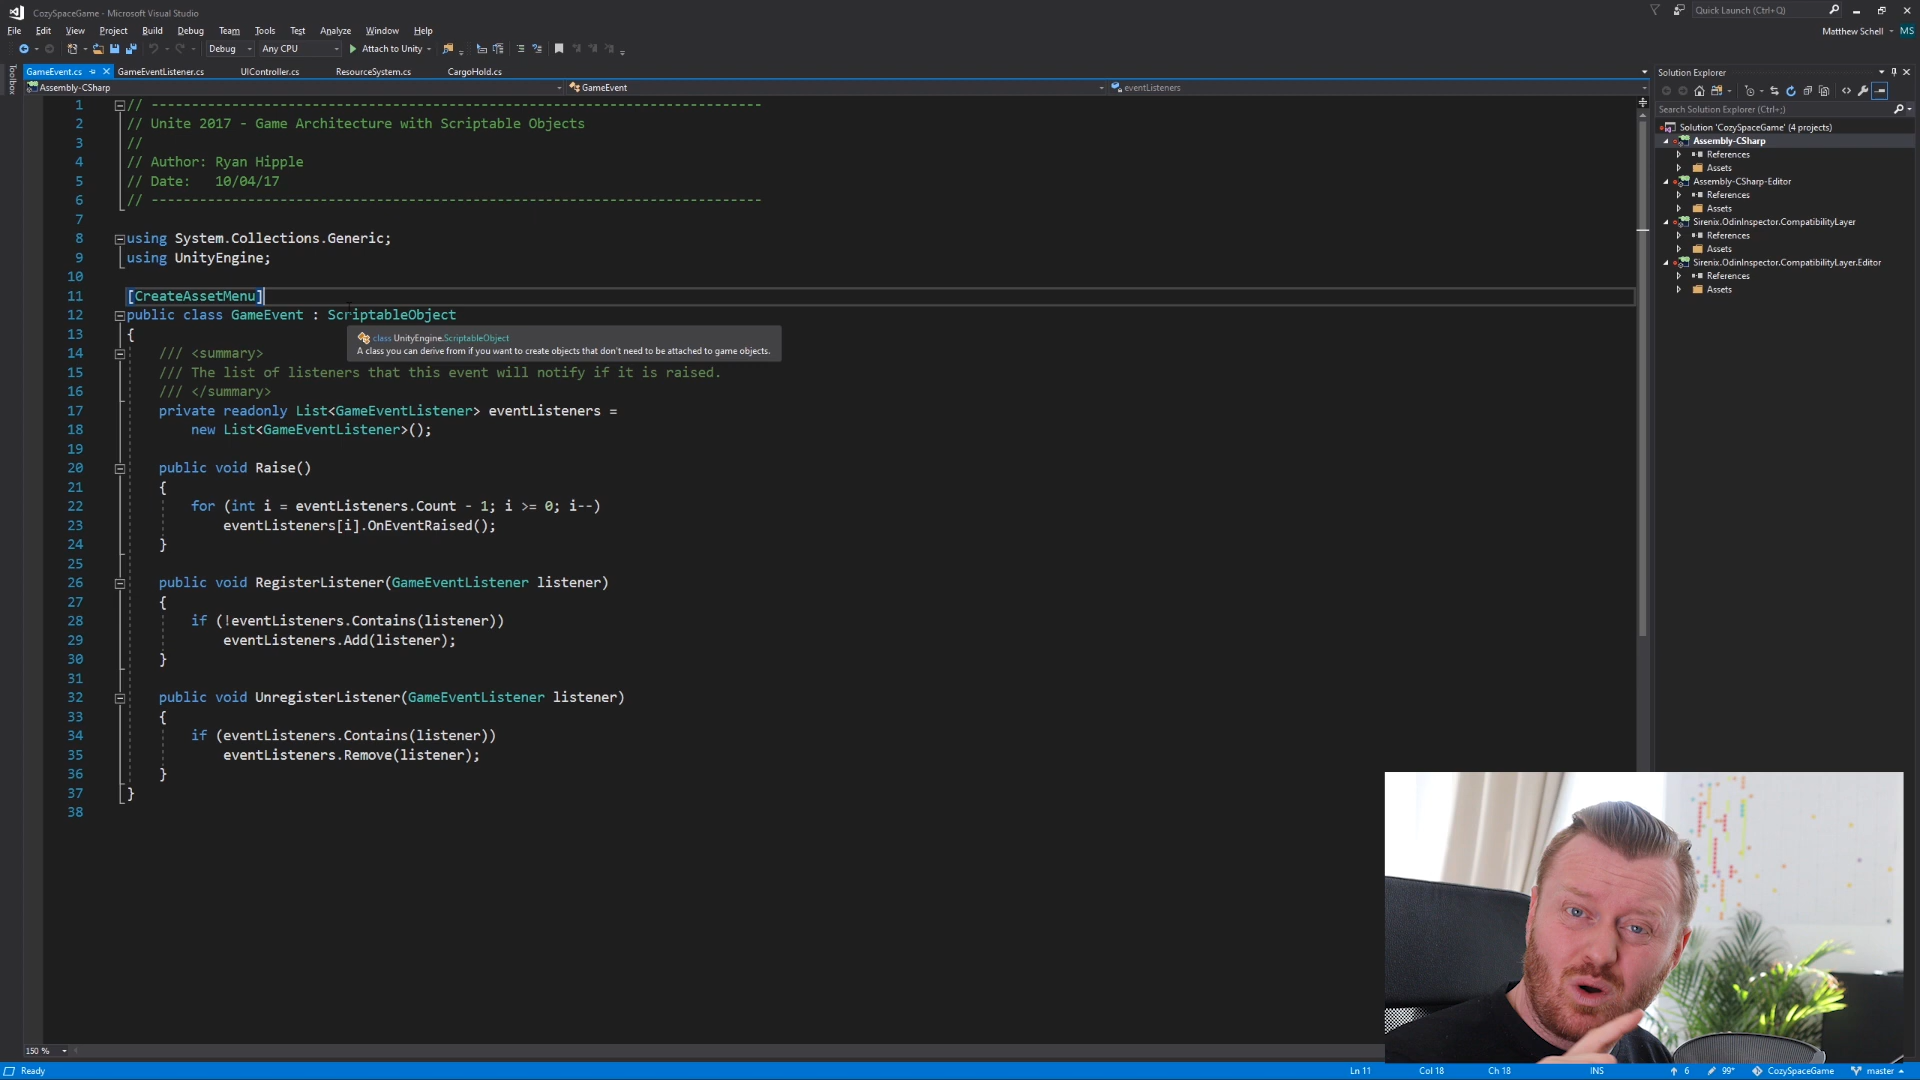 CozySpaceGame - Microsoft Visual Studio
Quick Launch (Ctrl+Q)
File Edit View Project Build Debug Team Tools Test Analyze Window Help
Matthew Schell MS
Debug Any CPU Attach to Unity
Toolbox
GameEvent.cs GameEventListener.cs UIController.cs ResourceSystem.cs CargoHold.cs
Assembly-CSharp GameEvent eventListeners
1 // ----------------------------------------------------------------------------
2 // Unite 2017 - Game Architecture with Scriptable Objects
3 //
4 // Author: Ryan Hipple
5 // Date:   10/04/17
6 // ----------------------------------------------------------------------------
7
8 using System.Collections.Generic;
9 using UnityEngine;
10
11 [CreateAssetMenu]
12 public class GameEvent : ScriptableObject
13 {
class UnityEngine.ScriptableObject
A class you can derive from if you want to create objects that don't need to be attached to game objects.
14     /// <summary>
15     /// The list of listeners that this event will notify if it is raised.
16     /// </summary>
17     private readonly List<GameEventListener> eventListeners =
18         new List<GameEventListener>();
19
20     public void Raise()
21     {
22         for (int i = eventListeners.Count - 1; i >= 0; i--)
23             eventListeners[i].OnEventRaised();
24     }
25
26     public void RegisterListener(GameEventListener listener)
27     {
28         if (!eventListeners.Contains(listener))
29             eventListeners.Add(listener);
30     }
31
32     public void UnregisterListener(GameEventListener listener)
33     {
34         if (eventListeners.Contains(listener))
35             eventListeners.Remove(listener);
36     }
37 }
38
Solution Explorer
Search Solution Explorer (Ctrl+;)
Solution 'CozySpaceGame' (4 projects)
Assembly-CSharp
References
Assets
Assembly-CSharp-Editor
References
Assets
Sirenix.OdinInspector.CompatibilityLayer
References
Assets
Sirenix.OdinInspector.CompatibilityLayer.Editor
References
Assets
150 %
Ready Ln 11 Col 18 Ch 18 INS 6 99* CozySpaceGame master